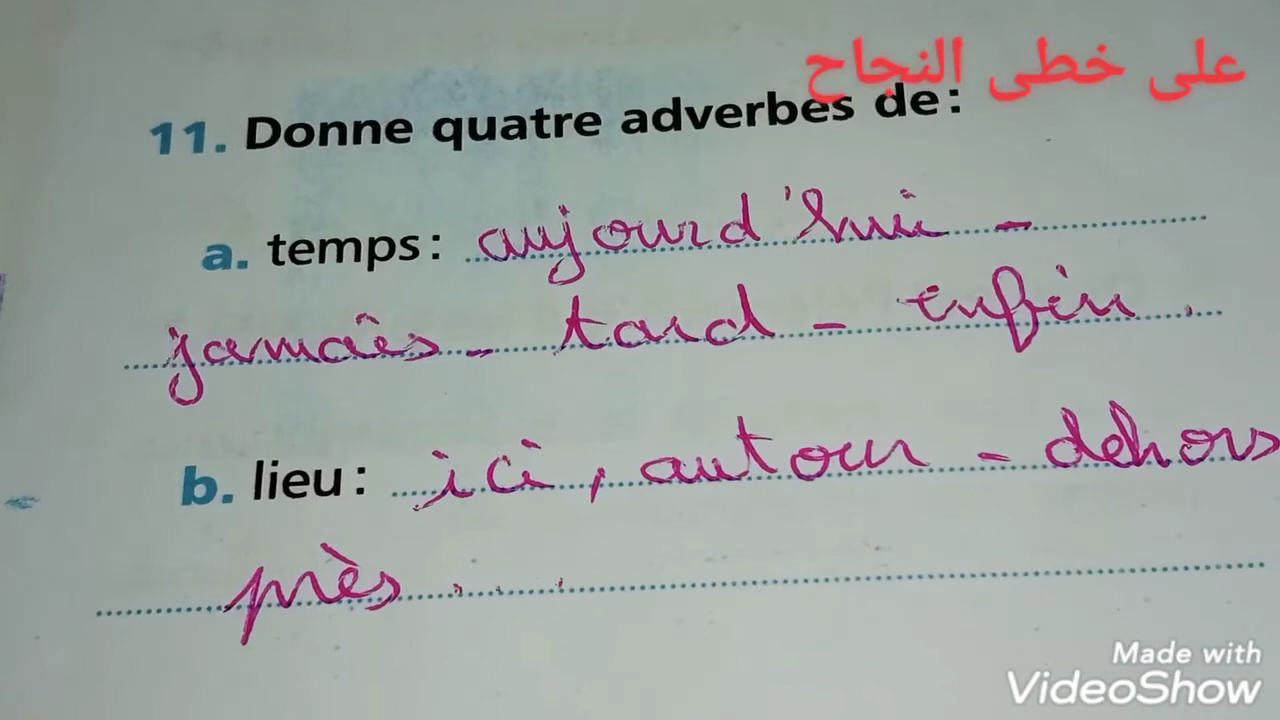 على خطى النجاح
11. Donne quatre adverbes de:
a. temps: aujourd'hui -
jamais - tard - enfin.
b. lieu: ici, autour - dehors
près...
Made with
VideoShow